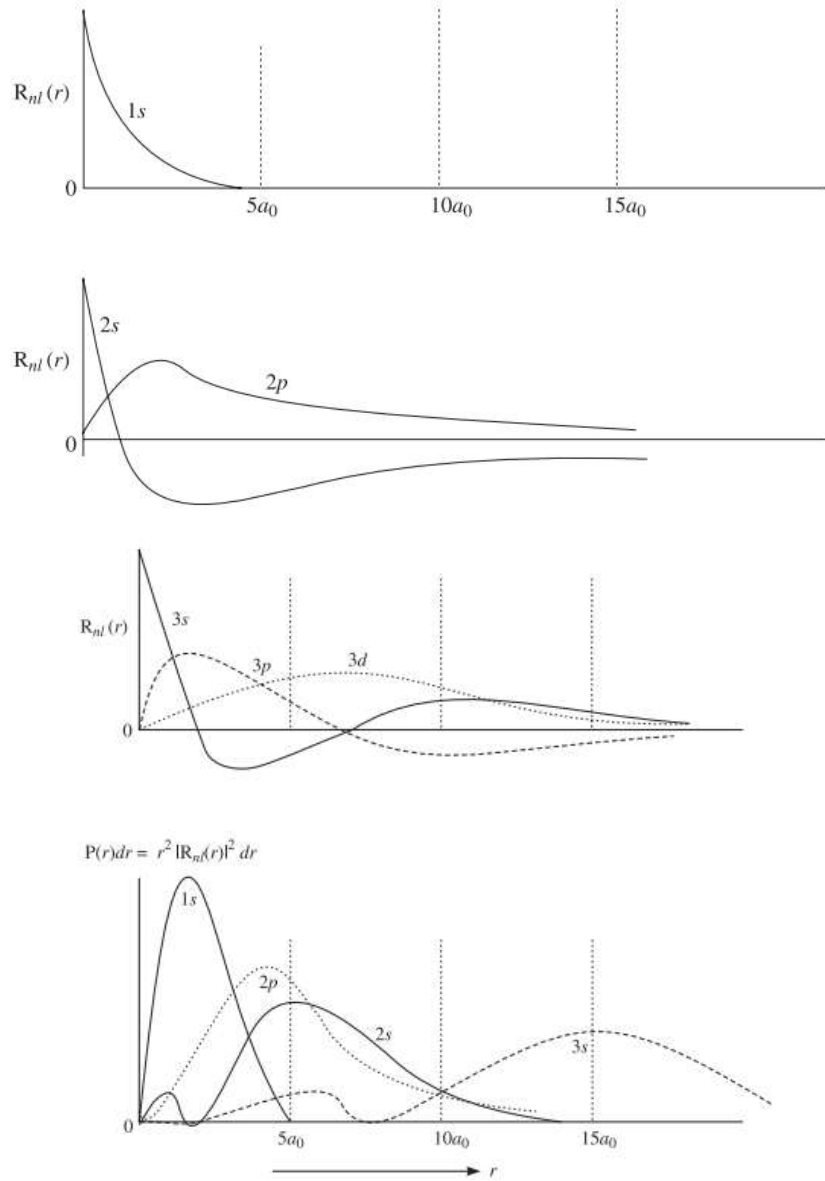 R_nl (r)
1s
0
5a₀ 10a₀ 15a₀
2s
R_nl (r)
2p
0
3s
R_nl (r)
3p 3d
0
P(r)dr = r² |R_nl(r)|² dr
1s
2p
2s
3s
0
5a₀ 10a₀ 15a₀
r